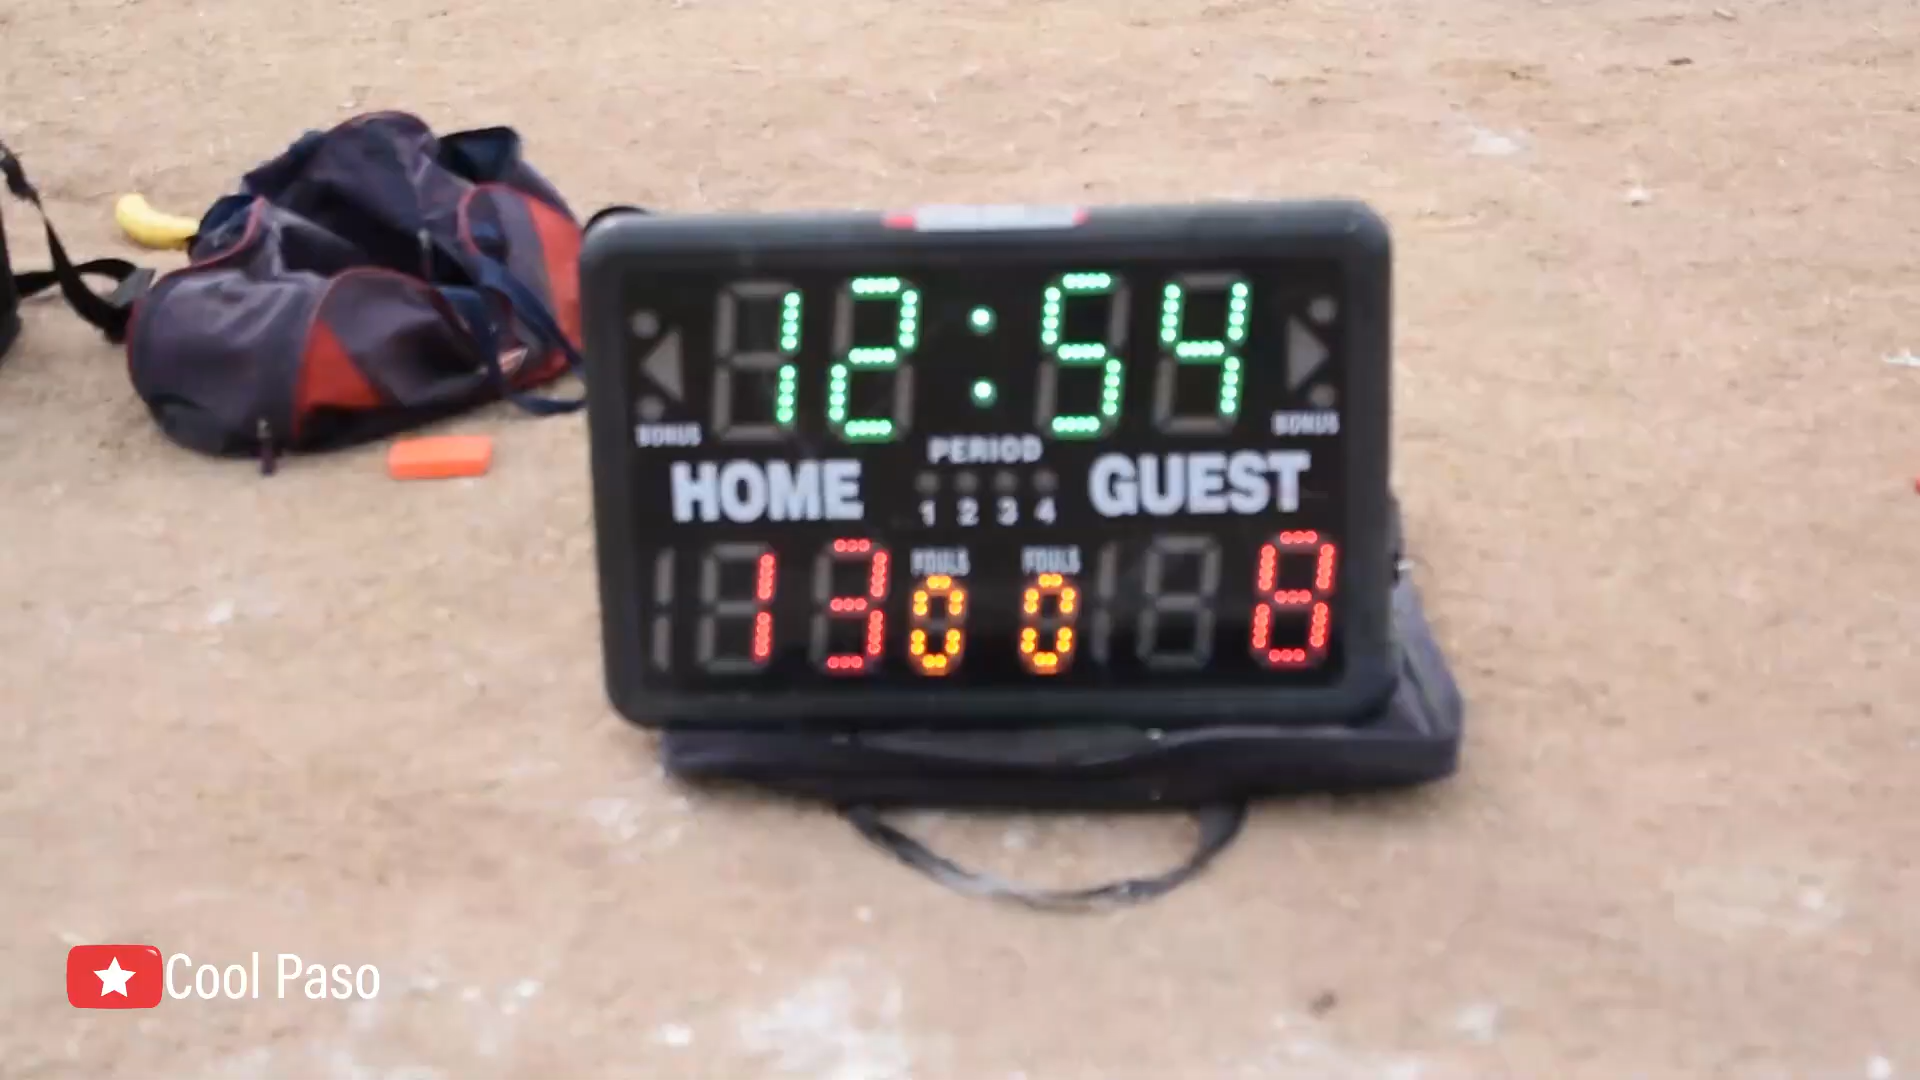 12:54
BONUS
PERIOD
BONUS
HOME
1 2 3 4
GUEST
FOULS
FOULS
13
0
0
8
Cool Paso